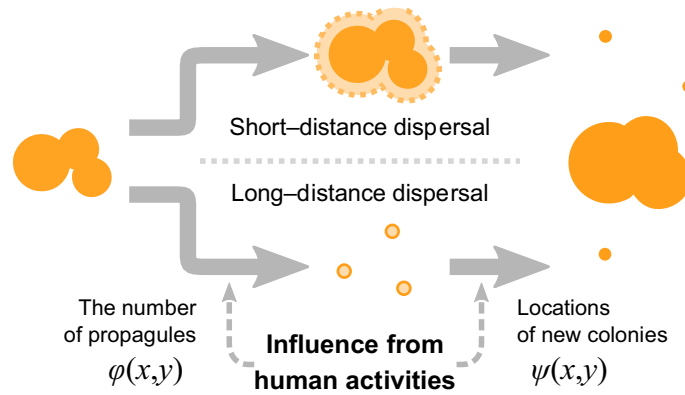 Short–distance dispersal
Long–distance dispersal
The number
of propagules
φ(x,y)
Influence from
human activities
Locations
of new colonies
ψ(x,y)